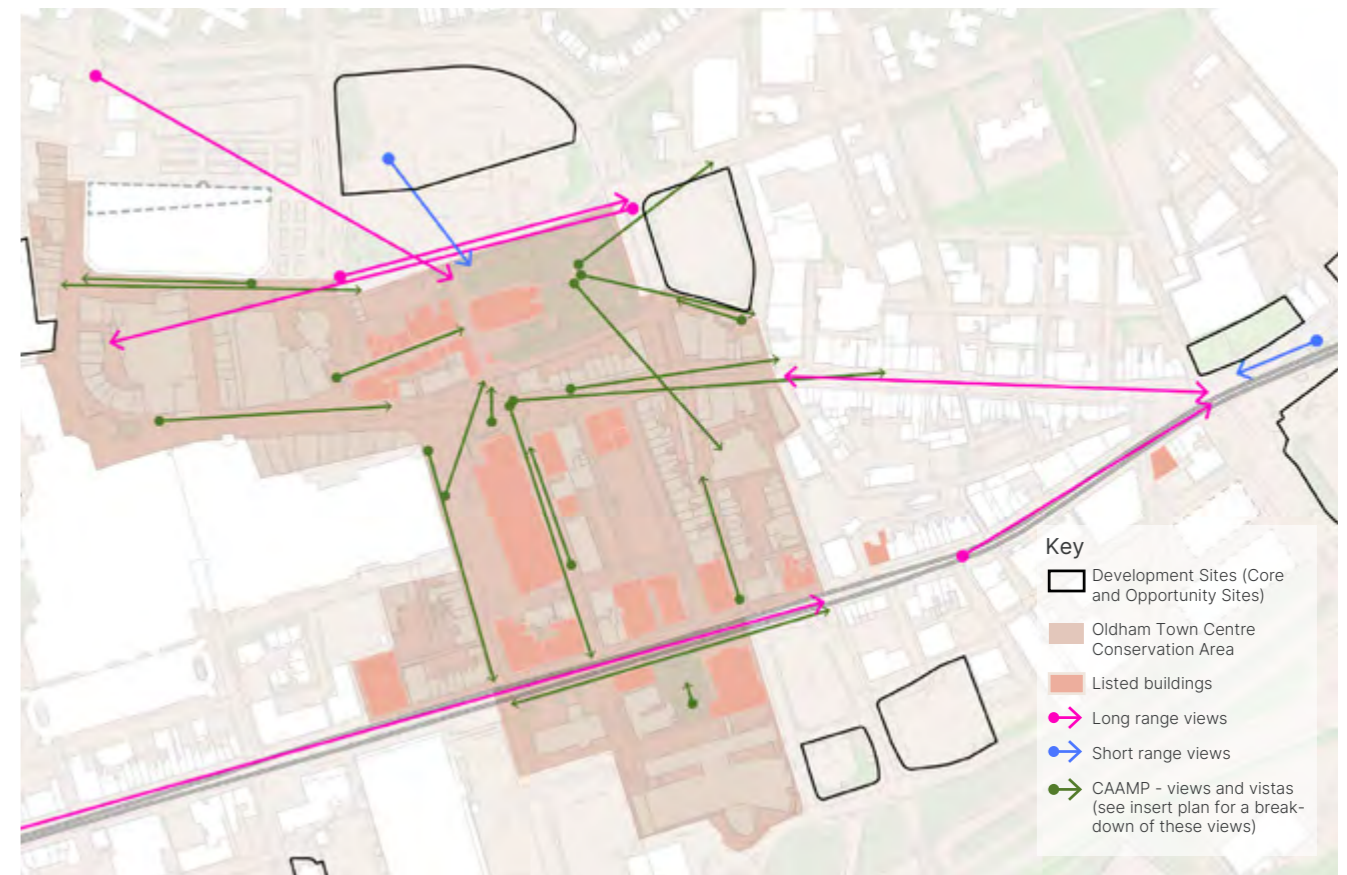 Key
Development Sites (Core
and Opportunity Sites)
Oldham Town Centre
Conservation Area
Listed buildings
Long range views
Short range views
CAAMP - views and vistas
(see insert plan for a break-
down of these views)